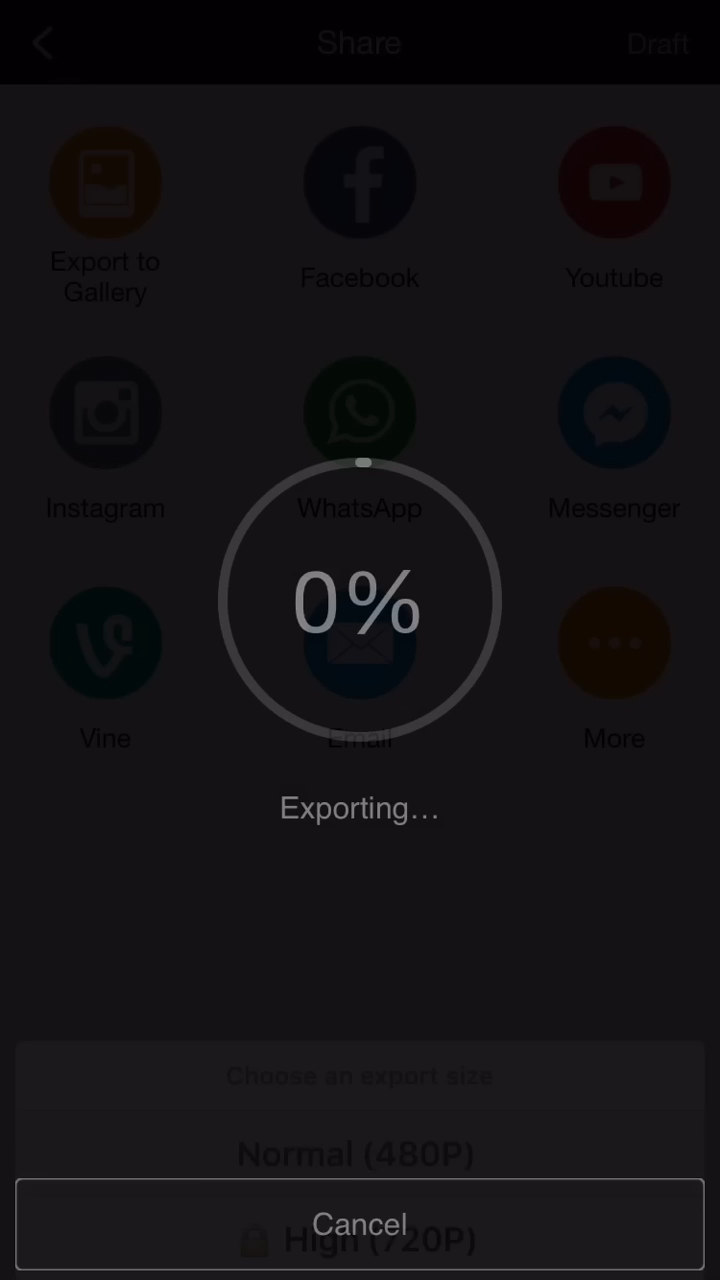 Share
Draft
Export to
Gallery
Facebook
Youtube
Instagram
WhatsApp
Messenger
0%
Vine
Email
More
Exporting...
Choose an export size
Normal (480P)
Cancel
High (720P)